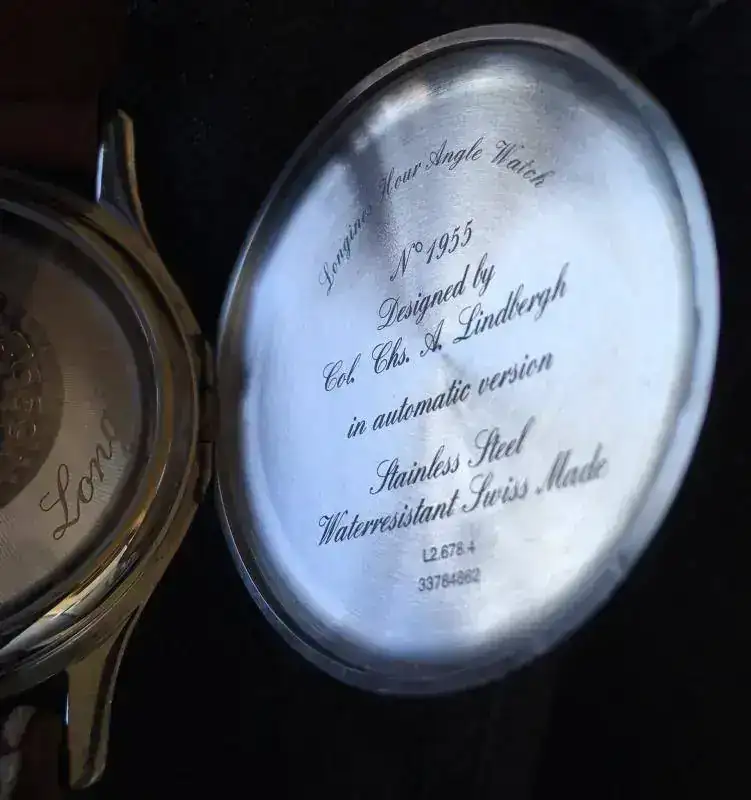 Longines Hour Angle Watch
N° 1955
Designed by
Col. Chs. A. Lindbergh
in automatic version
Stainless Steel
Waterresistant Swiss Made
L2.678.4
33784862
Long